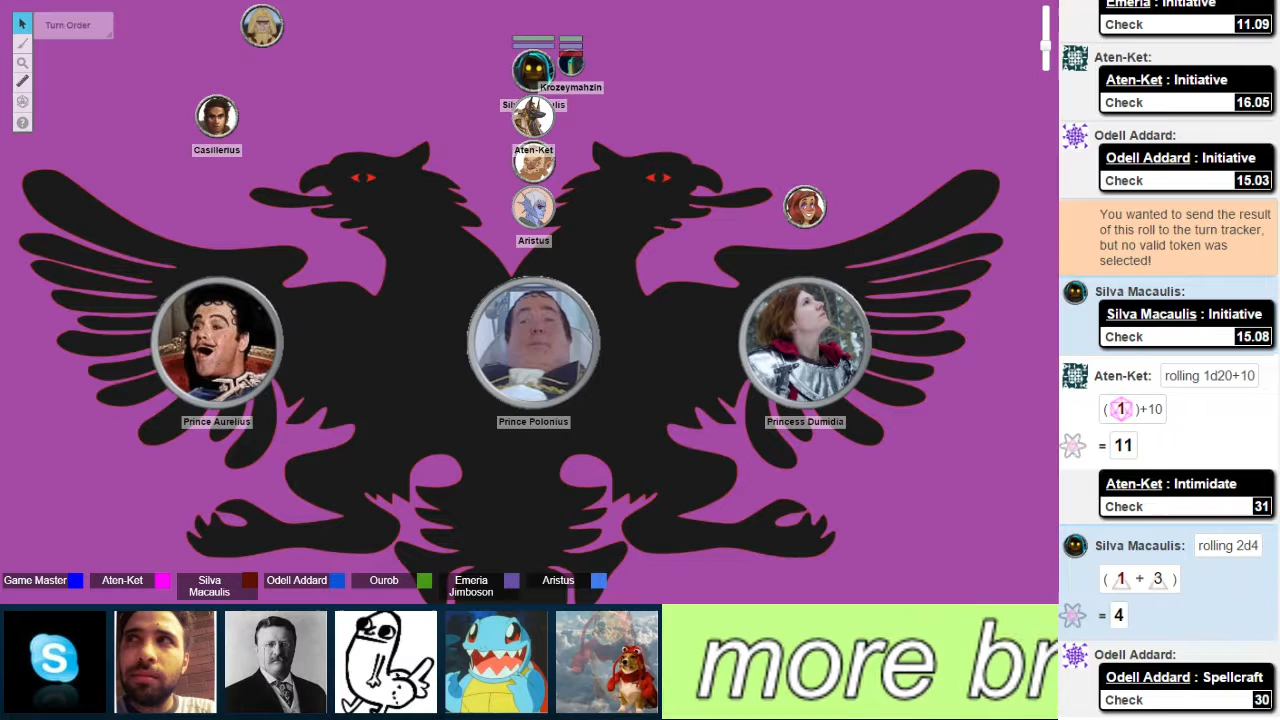 Turn Order
Krozeymahzin
Casillerius
Aten-Ket
Aristus
Prince Aurelius
Prince Polonius
Princess Dumidia
Game Master
Aten-Ket
Silva
Macaulis
Odell Addard
Ourob
Emeria
Jimboson
Aristus
more br
Emeria : Initiative
Check 11.09
Aten-Ket:
Aten-Ket : Initiative
Check 16.05
Odell Addard:
Odell Addard : Initiative
Check 15.03
You wanted to send the result
of this roll to the turn tracker,
but no valid token was
selected!
Silva Macaulis:
Silva Macaulis : Initiative
Check 15.08
Aten-Ket: rolling 1d20+10
(1)+10
= 11
Aten-Ket : Intimidate
Check 31
Silva Macaulis: rolling 2d4
(1 + 3)
= 4
Odell Addard:
Odell Addard : Spellcraft
Check 30